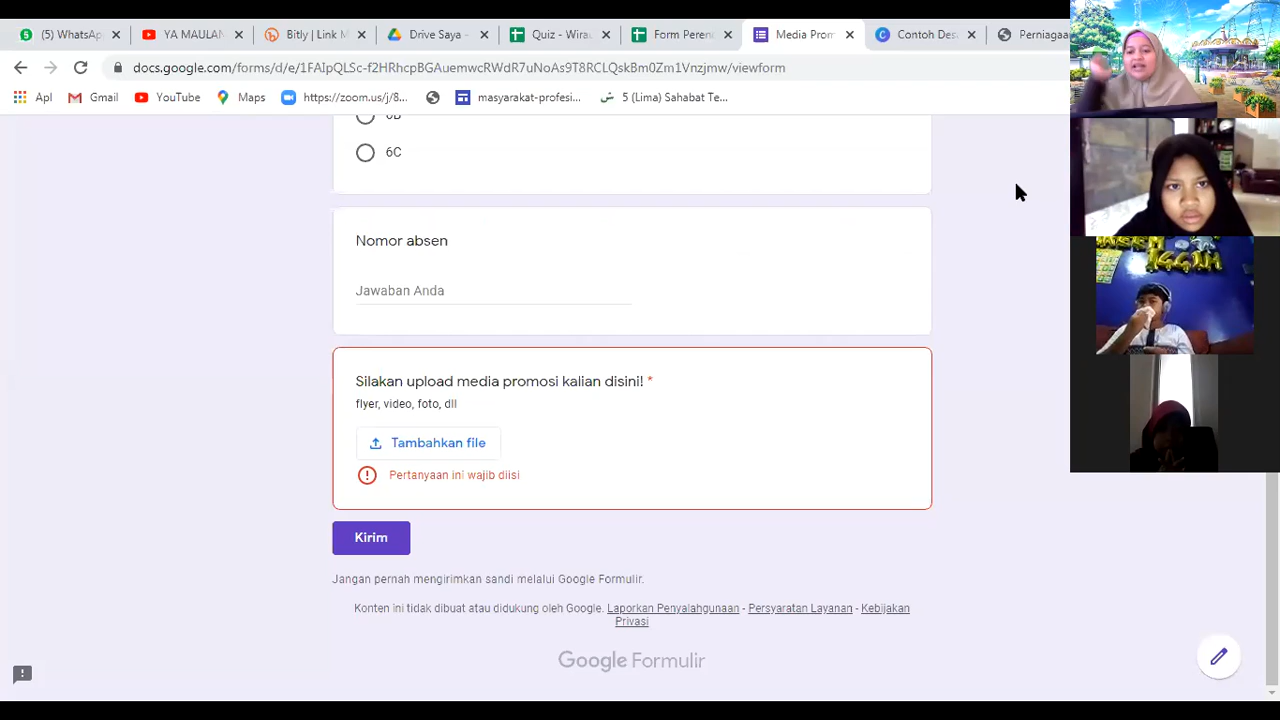 (5) WhatsAp
YA MAULAN
Bitly | Link M
Drive Saya -
Quiz - Wira
Form Peren
Media Prom
Contoh Des
Perniagaa
docs.google.com/forms/d/e/
/viewform
Apl
Gmail
YouTube
Maps
https://zoom.us/j/8...
masyarakat-profesi...
5 (Lima) Sahabat Te...
6B
6C
Nomor absen
Jawaban Anda
Silakan upload media promosi kalian disini! *
flyer, video, foto, dll
Tambahkan file
Pertanyaan ini wajib diisi
Kirim
Jangan pernah mengirimkan sandi melalui Google Formulir.
Konten ini tidak dibuat atau didukung oleh Google. Laporkan Penyalahgunaan - Persyaratan Layanan - Kebijakan
Privasi
Google Formulir